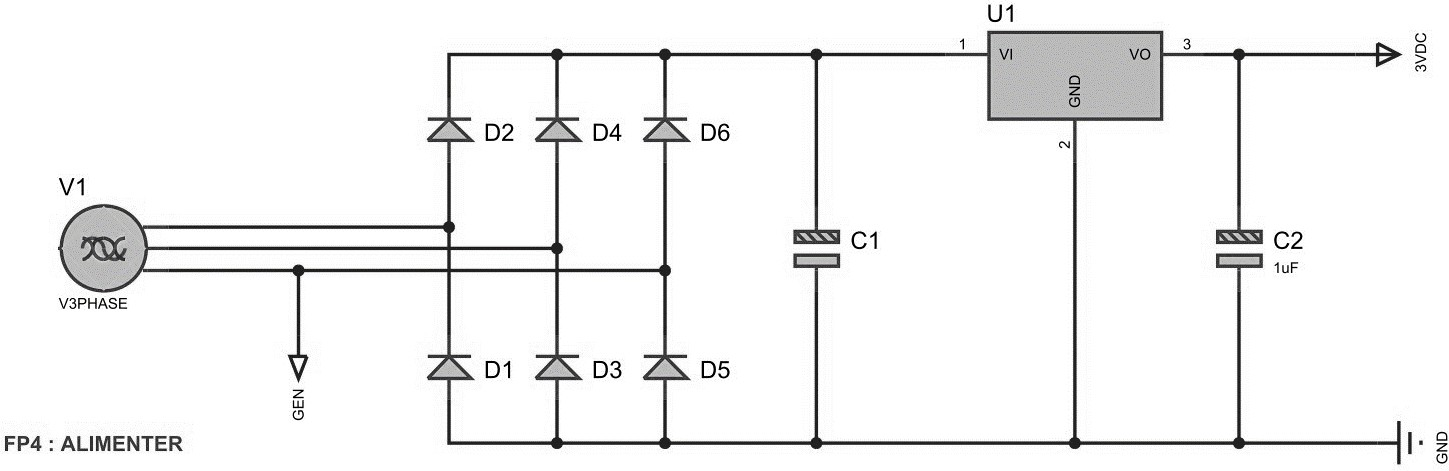 U1
1
VI
VO
3
GND
2
3VDC
D2
D4
D6
V1
V3PHASE
C1
C2
1uF
D1
D3
D5
GEN
FP4 : ALIMENTER
GND